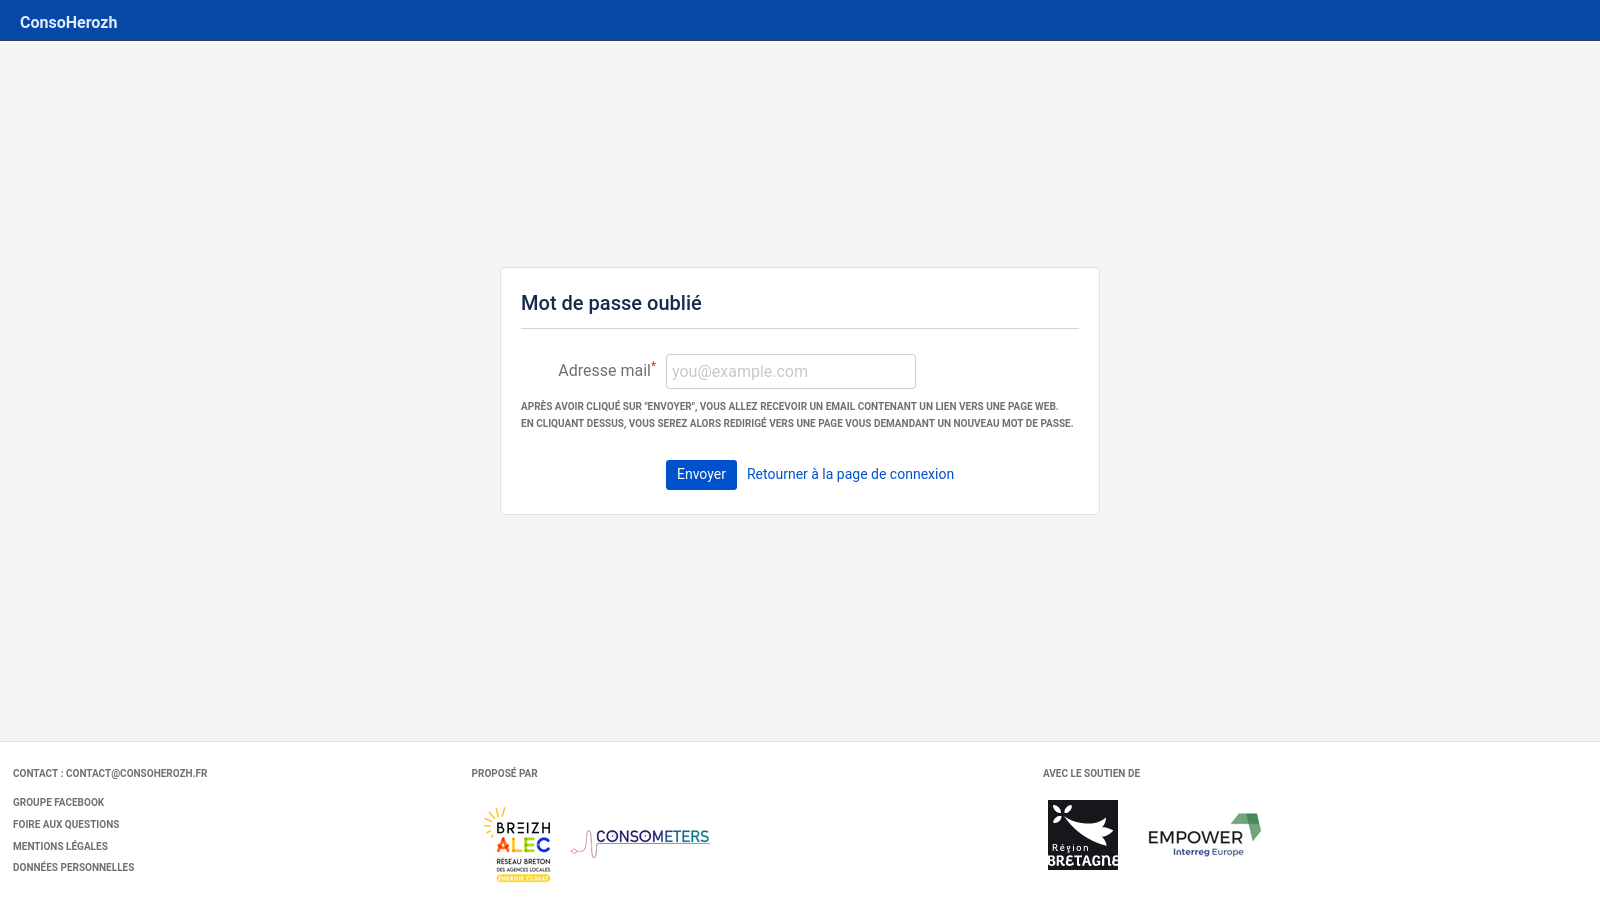 ConsoHerozh
Mot de passe oublié
Adresse mail*
you@example.com
APRÈS AVOIR CLIQUÉ SUR "ENVOYER", VOUS ALLEZ RECEVOIR UN EMAIL CONTENANT UN LIEN VERS UNE PAGE WEB.
EN CLIQUANT DESSUS, VOUS SEREZ ALORS REDIRIGÉ VERS UNE PAGE VOUS DEMANDANT UN NOUVEAU MOT DE PASSE.
Envoyer
Retourner à la page de connexion
CONTACT : CONTACT@CONSOHEROZH.FR
GROUPE FACEBOOK
FOIRE AUX QUESTIONS
MENTIONS LÉGALES
DONNÉES PERSONNELLES
PROPOSÉ PAR
BREIZH
ALEC
RÉSEAU BRETON
DES AGENCES LOCALES
ÉNERGIE CLIMAT
CONSOMETERS
AVEC LE SOUTIEN DE
Région
BRETAGNE
EMPOWER
Interreg Europe